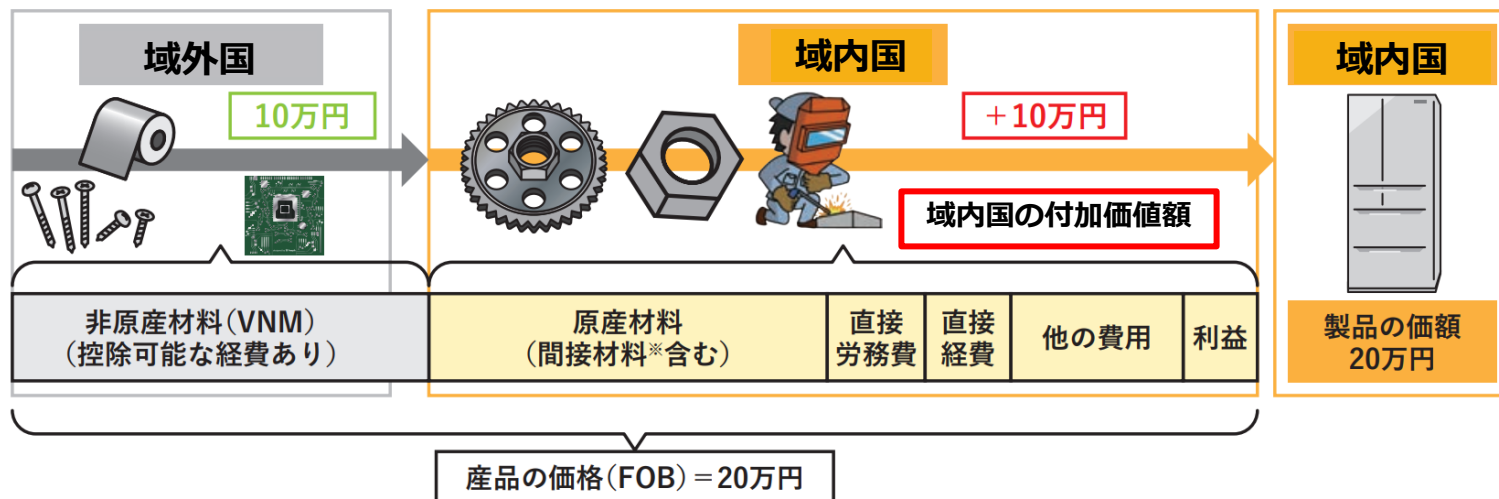 域外国
10万円
域内国
+10万円
域内国の付加価値額
域内国
非原産材料(VNM)
(控除可能な経費あり)
原産材料
(間接材料※含む)
直接
労務費
直接
経費
他の費用
利益
製品の価額
20万円
産品の価格(FOB)=20万円